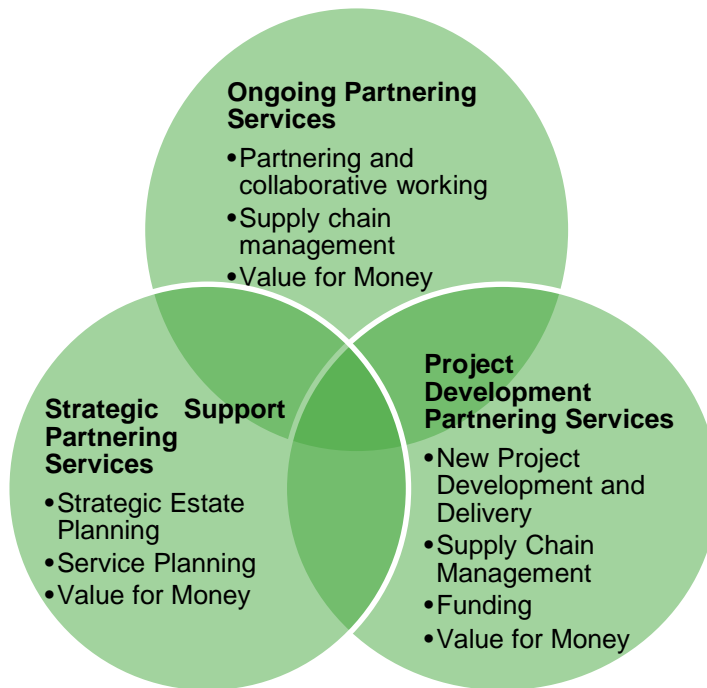 Ongoing Partnering
Services
•Partnering and
collaborative working
•Supply chain
management
•Value for Money
Strategic Support
Partnering
Services
•Strategic Estate
Planning
•Service Planning
•Value for Money
Project
Development
Partnering Services
•New Project
Development and
Delivery
•Supply Chain
Management
•Funding
•Value for Money